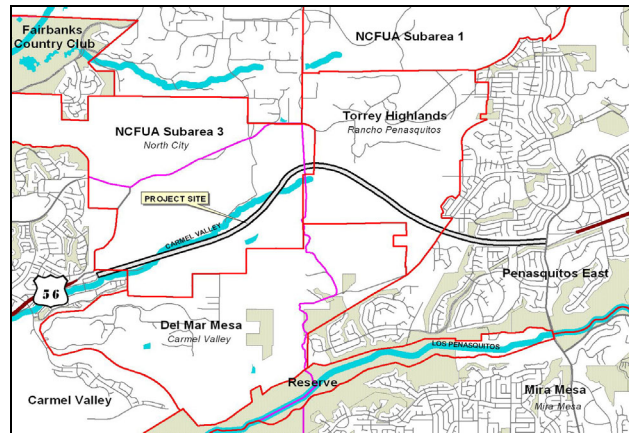 Fairbanks
Country Club
NCFUA Subarea 1
Torrey Highlands
Rancho Penasquitos
NCFUA Subarea 3
North City
PROJECT SITE
CARMEL VALLEY
56
Penasquitos East
Del Mar Mesa
Carmel Valley
LOS PENASQUITOS
Reserve
Carmel Valley
Mira Mesa
Mira Mesa